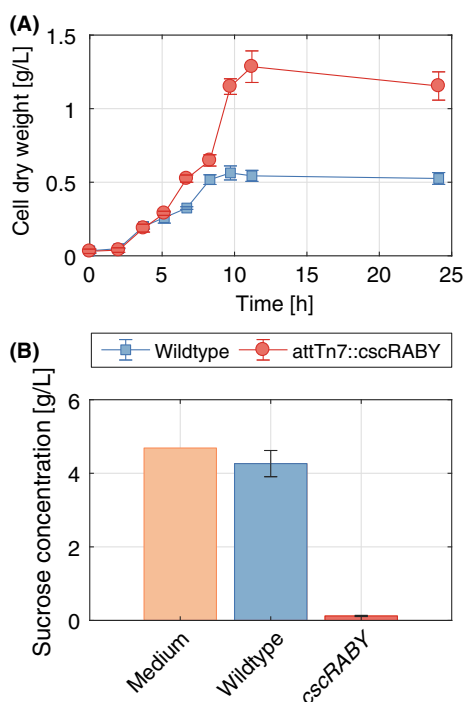 (A)
Cell dry weight [g/L]
1.5
1
0.5
0
0 5 10 15 20 25
Time [h]
(B)
Wildtype attTn7::cscRABY
Sucrose concentration [g/L]
6
4
2
0
Medium Wildtype cscRABY